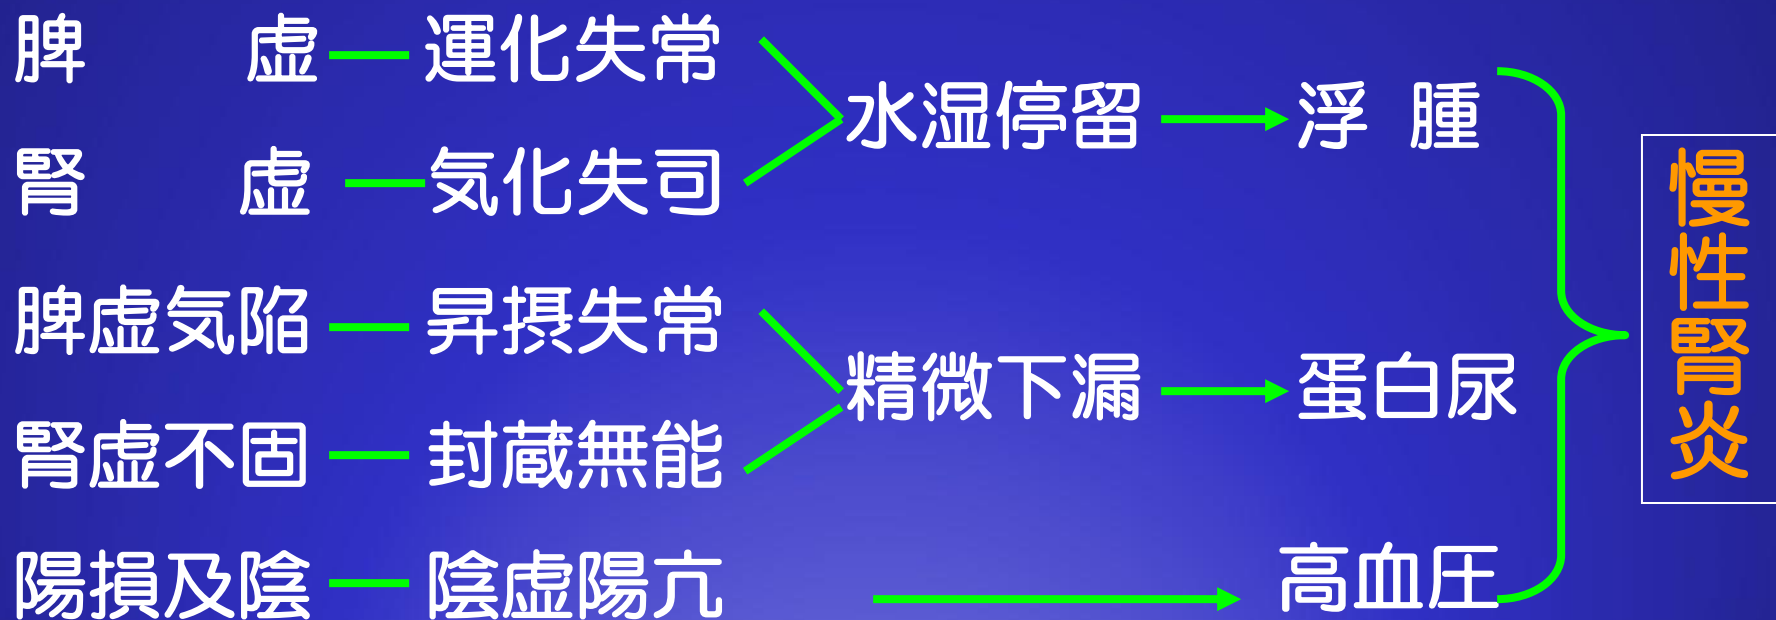 脾　虚 運化失常
腎　虚 気化失司
水湿停留 浮 腫
脾虚気陥 昇摂失常
腎虚不固 封蔵無能
精微下漏 蛋白尿
陽損及陰 陰虚陽亢 高血圧
慢性腎炎